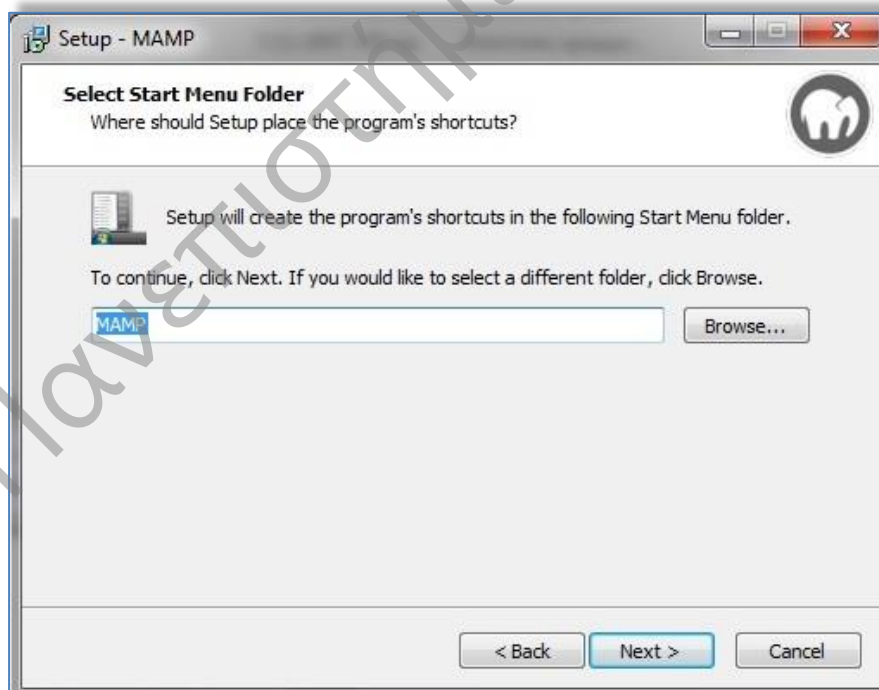 Setup - MAMP
Select Start Menu Folder
Where should Setup place the program's shortcuts?
Setup will create the program's shortcuts in the following Start Menu folder.
To continue, click Next. If you would like to select a different folder, click Browse.
MAMP
Browse...
< Back
Next >
Cancel